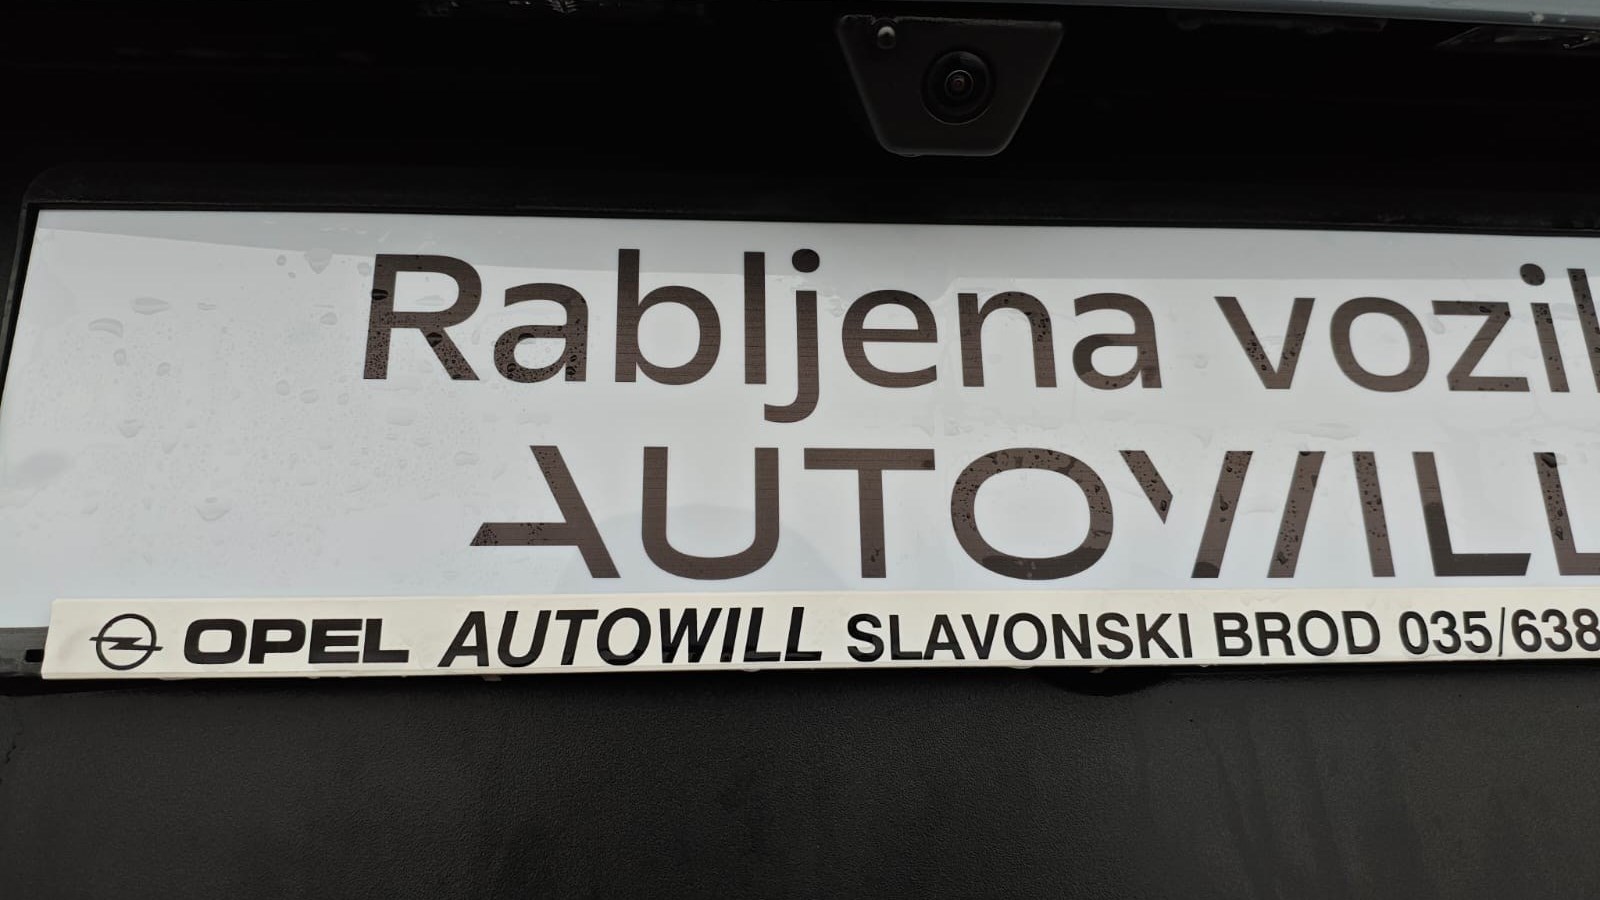 Rabljena vozil
AUTOWILL
OPEL AUTOWILL SLAVONSKI BROD 035/638